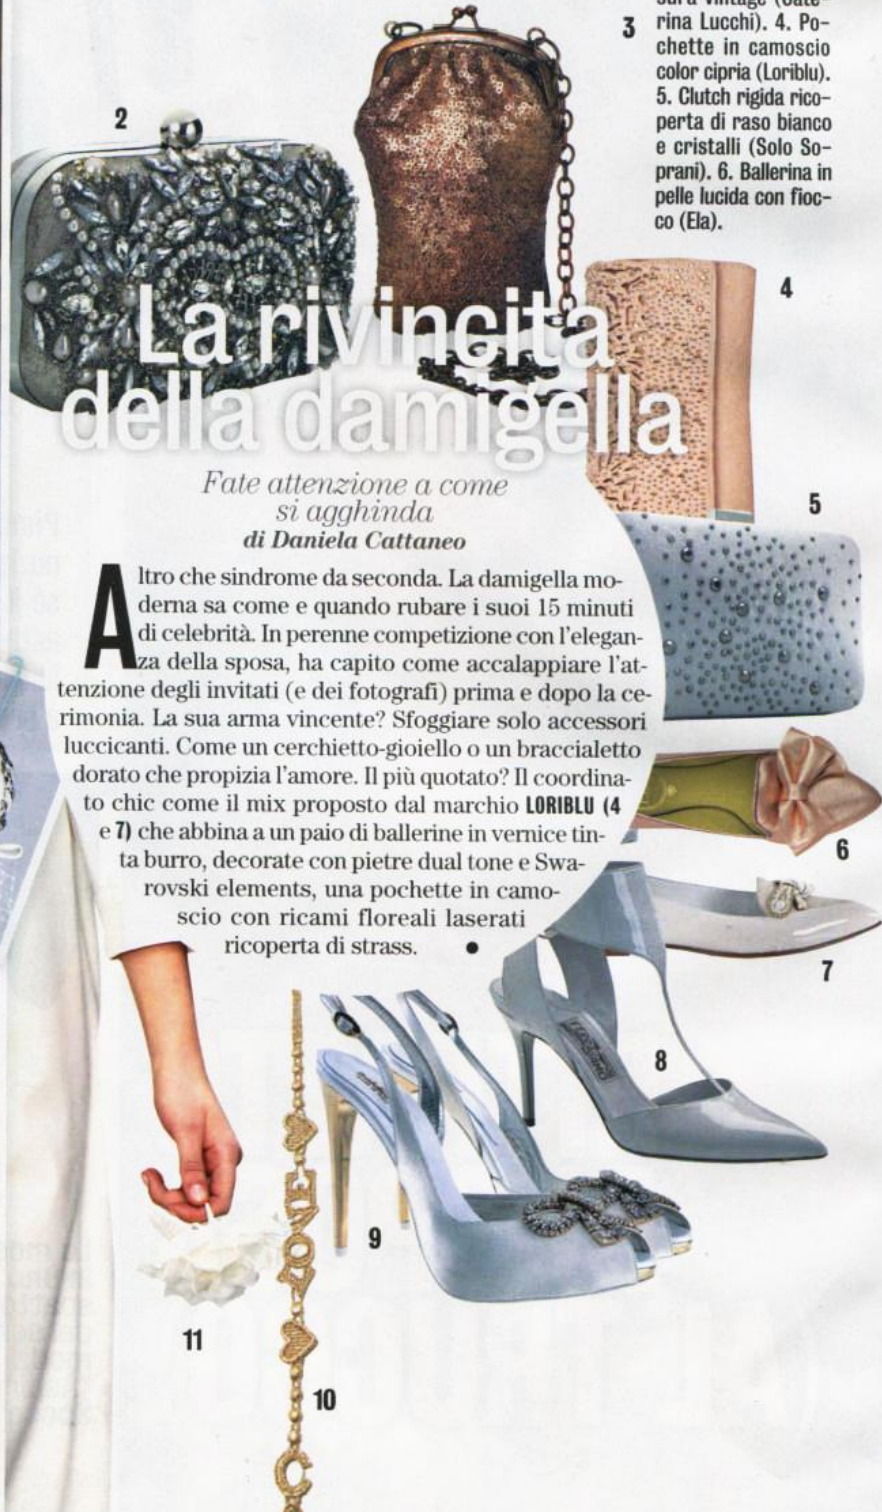 rina Lucchi). 4. Po-
chette in camoscio
color cipria (Loriblu).
5. Clutch rigida rico-
perta di raso bianco
e cristalli (Solo So-
prani). 6. Ballerina in
pelle lucida con fioc-
co (Ela).
3
2
4
La rivincita
della damigella
Fate attenzione a come
si agghinda
di Daniela Cattaneo
5
Altro che sindrome da seconda. La damigella mo-
derna sa come e quando rubare i suoi 15 minuti
di celebrità. In perenne competizione con l'elegan-
za della sposa, ha capito come accalappiare l'at-
tenzione degli invitati (e dei fotografi) prima e dopo la ce-
rimonia. La sua arma vincente? Sfoggiare solo accessori
luccicanti. Come un cerchietto-gioiello o un braccialetto
dorato che propizia l'amore. Il più quotato? Il coordina-
to chic come il mix proposto dal marchio LORIBLU (4
e 7) che abbina a un paio di ballerine in vernice tin-
ta burro, decorate con pietre dual tone e Swa-
rovski elements, una pochette in camo-
scio con ricami floreali laserati
ricoperta di strass.
6
7
8
9
LOVE
10
11